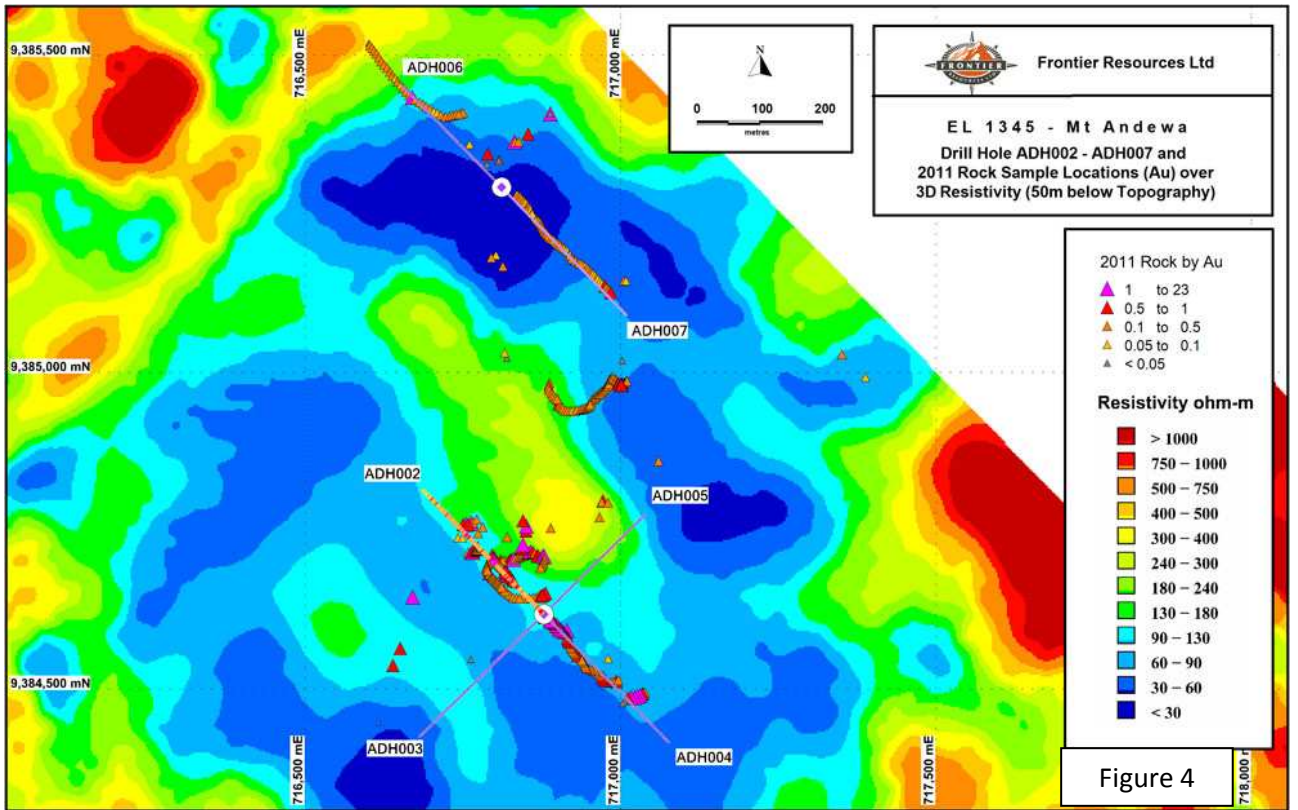 9,385,500 mN
716,500 mE
717,000 mE
ADH006
N
0 100 200
metres
FRONTIER
Frontier Resources Ltd
EL 1345 - Mt Andewa
Drill Hole ADH002 - ADH007 and
2011 Rock Sample Locations (Au) over
3D Resistivity (50m below Topography)
2011 Rock by Au
1 to 23
0.5 to 1
0.1 to 0.5
0.05 to 0.1
< 0.05
Resistivity ohm-m
> 1000
750 – 1000
500 – 750
400 – 500
300 – 400
240 – 300
180 – 240
130 – 180
90 – 130
60 – 90
30 – 60
< 30
ADH007
9,385,000 mN
ADH002
ADH005
9,384,500 mN
ADH003
ADH004
716,500 mE
717,000 mE
717,500 mE
718,000 mE
Figure 4